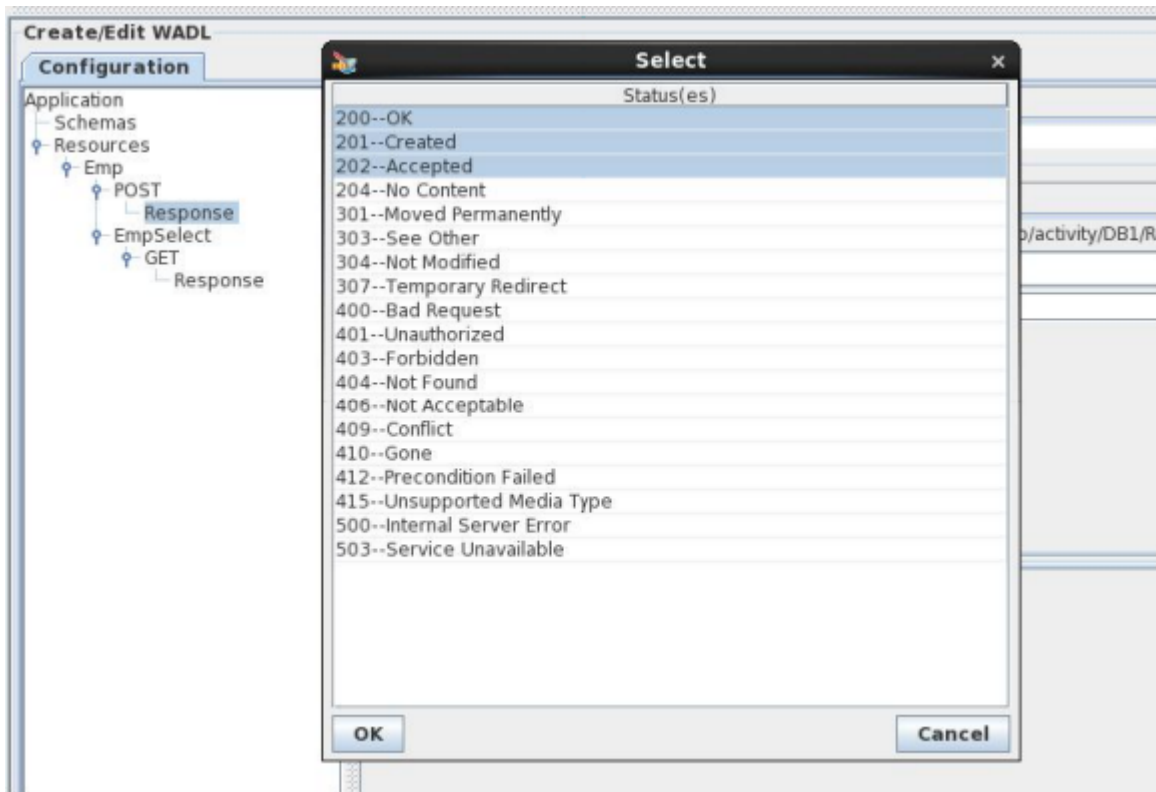 Create/Edit WADL
Configuration
Application
Schemas
Resources
Emp
POST
Response
EmpSelect
GET
Response
Select
Status(es)
200--OK
201--Created
202--Accepted
204--No Content
301--Moved Permanently
303--See Other
304--Not Modified
307--Temporary Redirect
400--Bad Request
401--Unauthorized
403--Forbidden
404--Not Found
406--Not Acceptable
409--Conflict
410--Gone
412--Precondition Failed
415--Unsupported Media Type
500--Internal Server Error
503--Service Unavailable
OK
Cancel
/activity/DB1/R